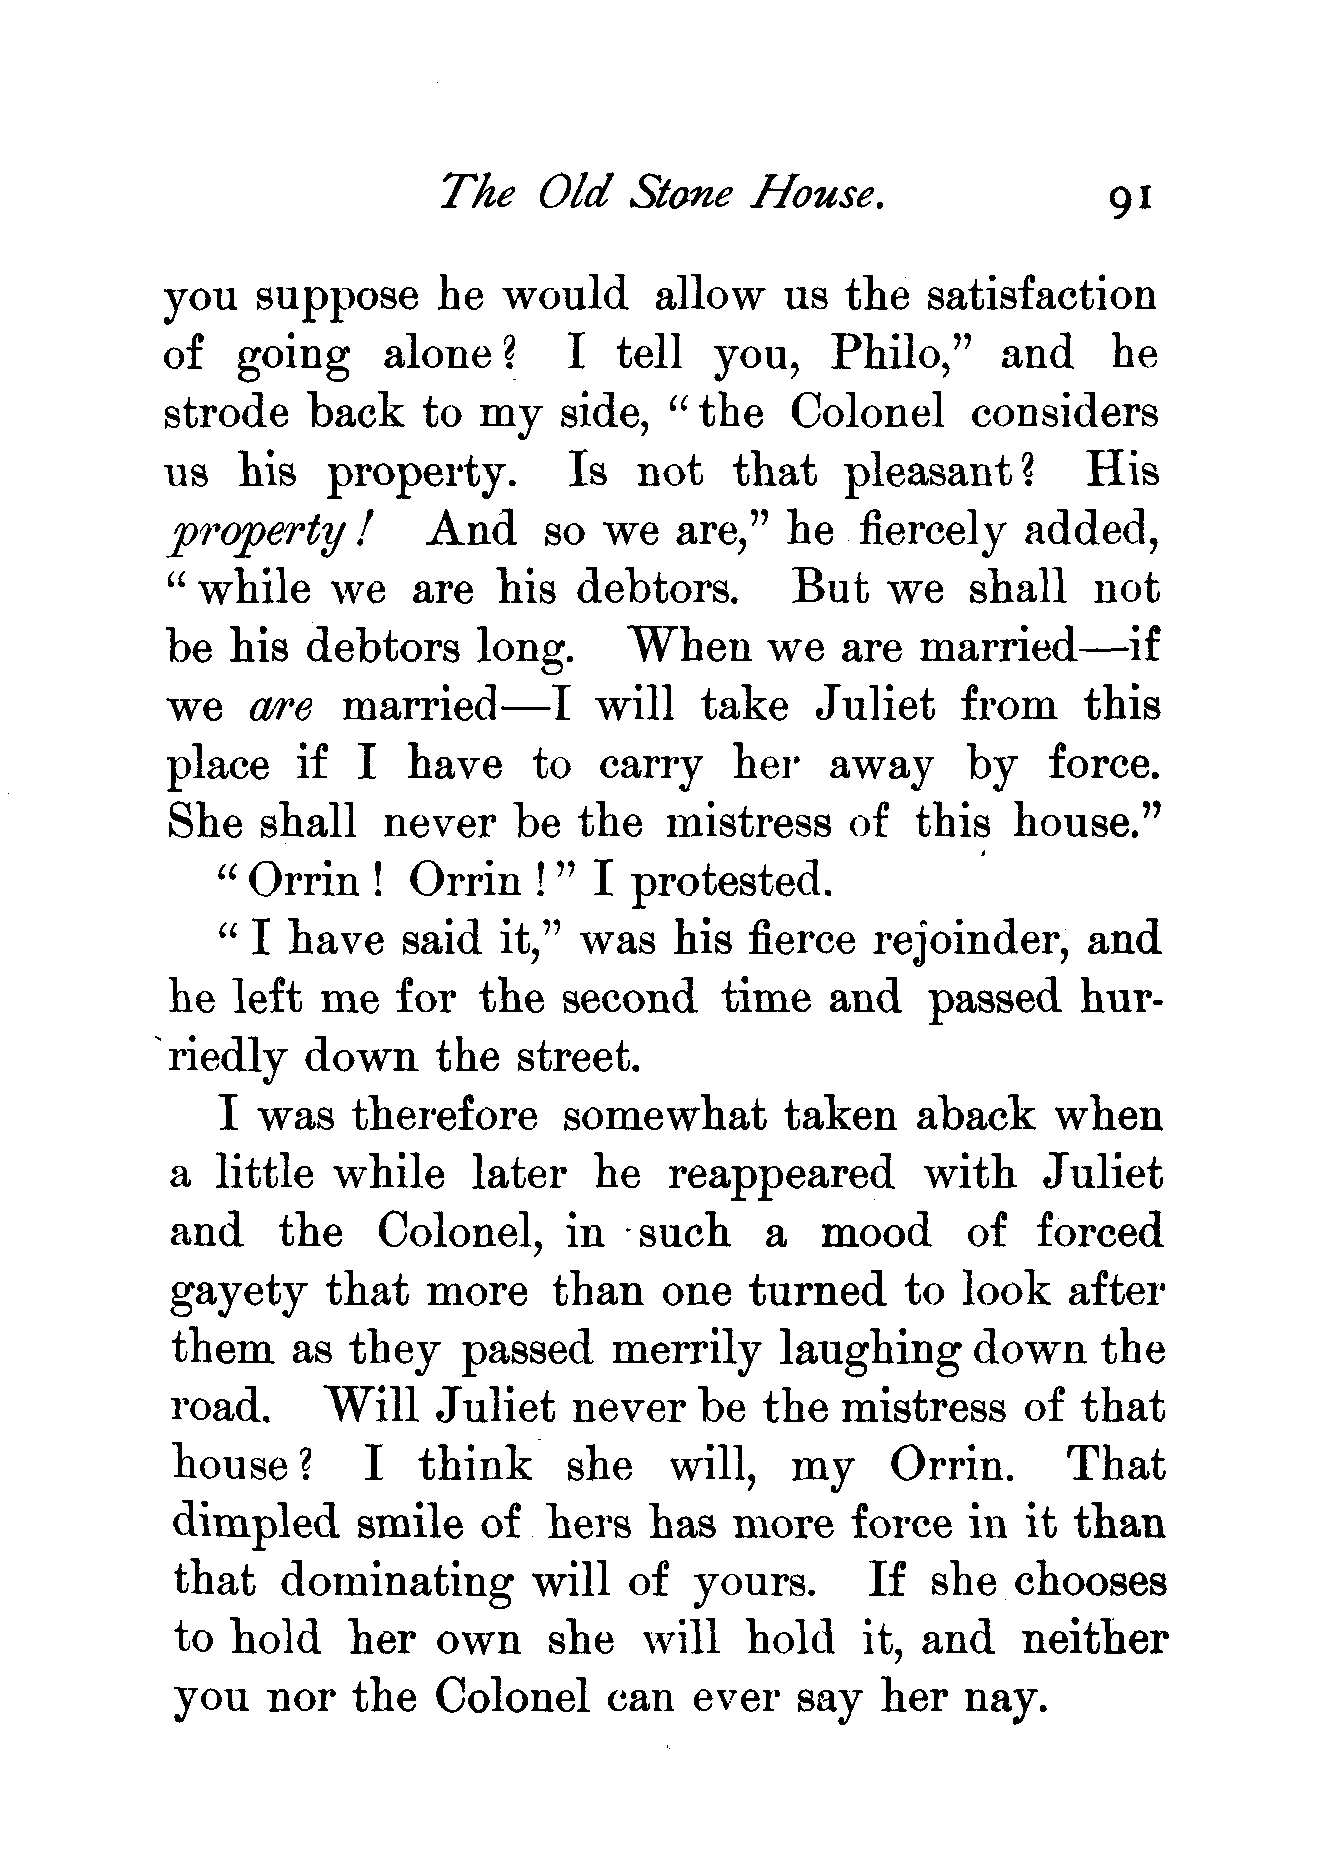 The Old Stone House. 91
you suppose he would allow us the satisfaction
of going alone? I tell you, Philo,” and he
strode back to my side, “the Colonel considers
us his property. Is not that pleasant? His
property! And so we are,” he fiercely added,
“while we are his debtors. But we shall not
be his debtors long. When we are married—if
we are married—I will take Juliet from this
place if I have to carry her away by force.
She shall never be the mistress of this house.”
“Orrin! Orrin!” I protested.
“I have said it,” was his fierce rejoinder, and
he left me for the second time and passed hur-
riedly down the street.
I was therefore somewhat taken aback when
a little while later he reappeared with Juliet
and the Colonel, in such a mood of forced
gayety that more than one turned to look after
them as they passed merrily laughing down the
road. Will Juliet never be the mistress of that
house? I think she will, my Orrin. That
dimpled smile of hers has more force in it than
that dominating will of yours. If she chooses
to hold her own she will hold it, and neither
you nor the Colonel can ever say her nay.